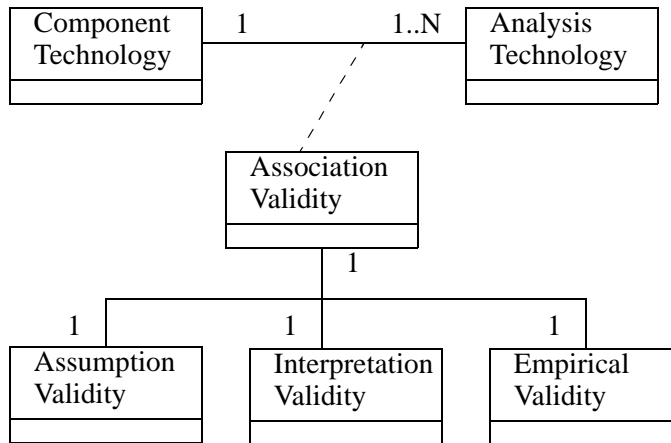 Component
Technology
1
1..N
Analysis
Technology
Association
Validity
1
1
1
1
Assumption
Validity
Interpretation
Validity
Empirical
Validity